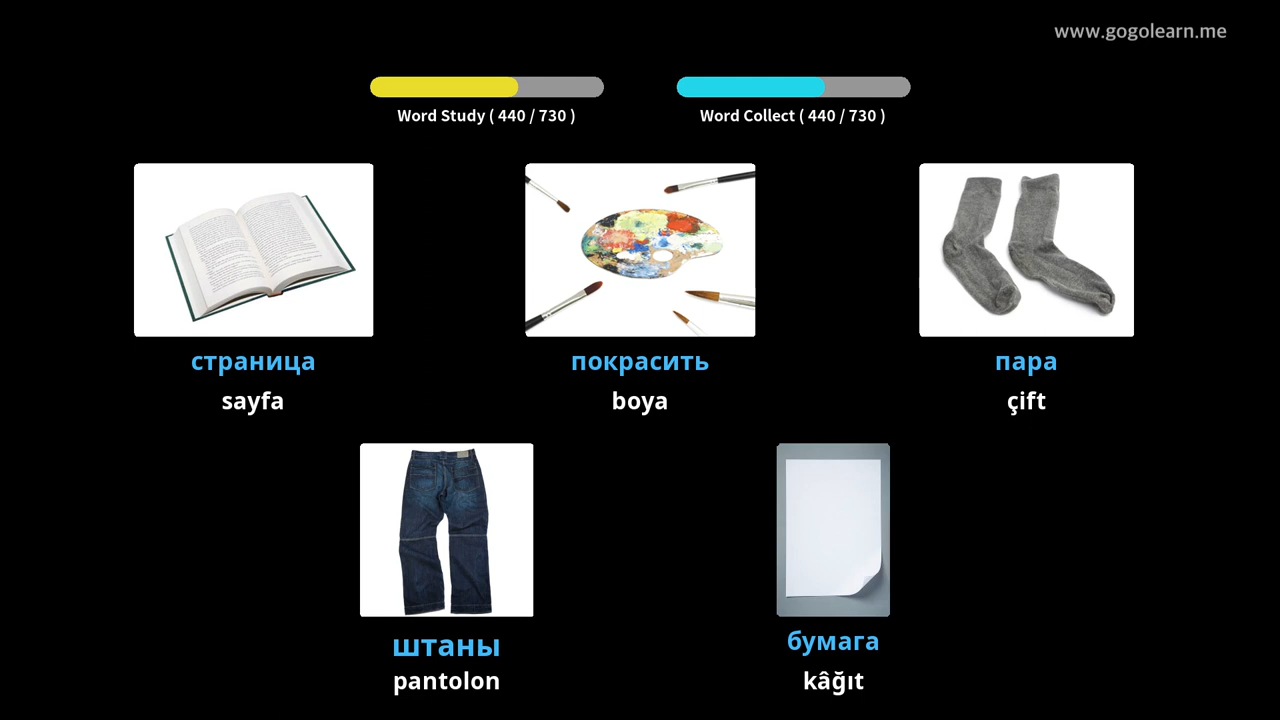 www.gogolearn.me
Word Study ( 440 / 730 )
Word Collect ( 440 / 730 )
страница
покрасить
пара
sayfa
boya
çift
штаны
бумага
pantolon
kâğıt